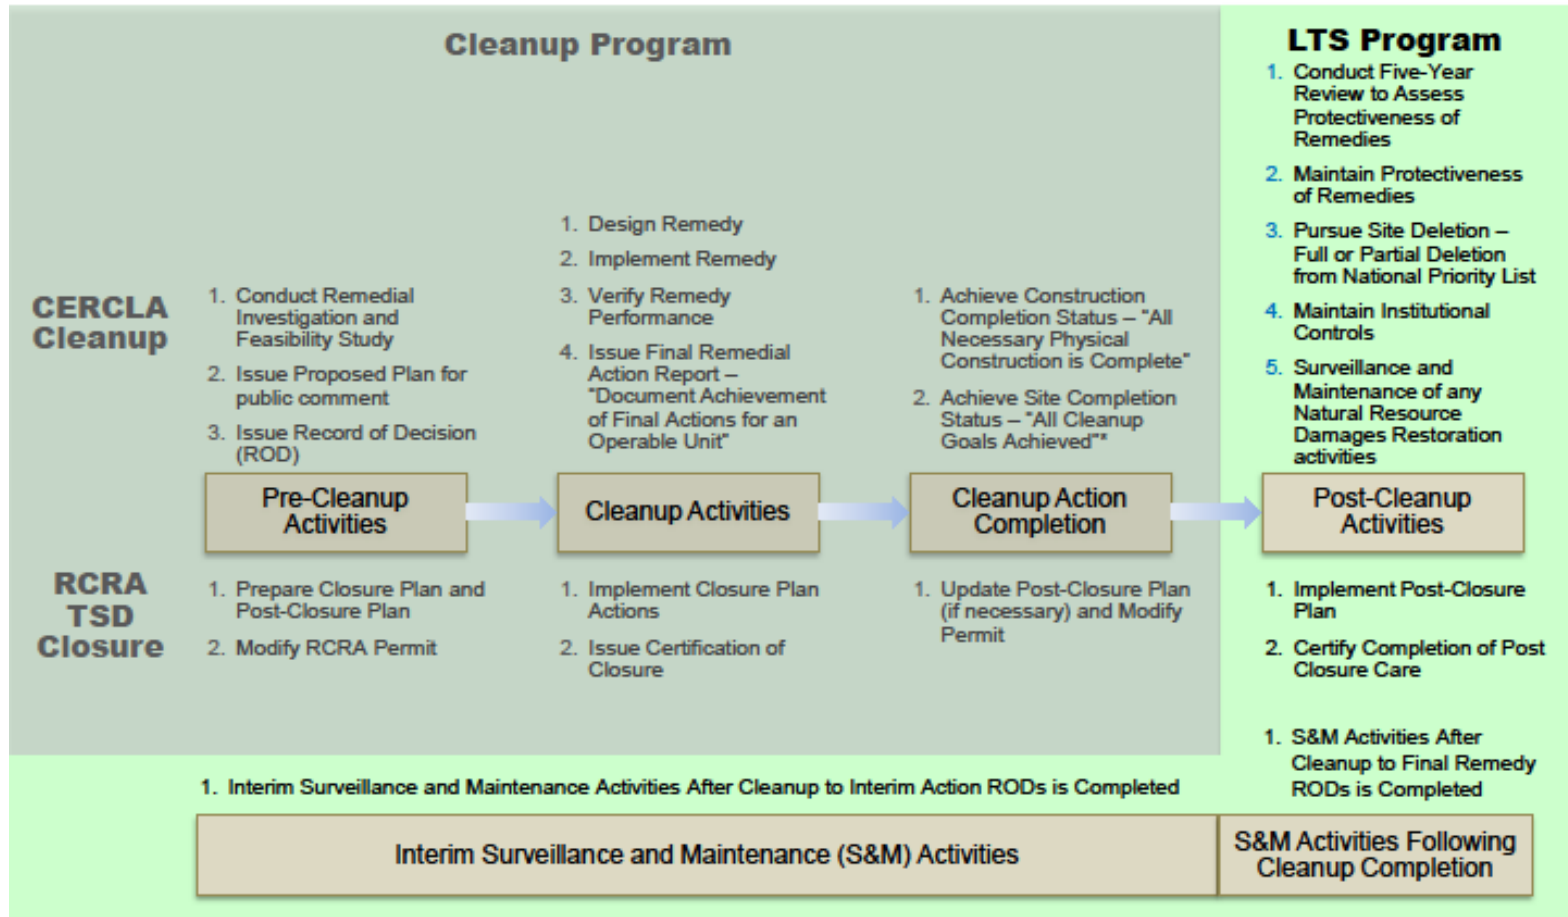 Cleanup Program
LTS Program
1. Conduct Five-Year
Review to Assess
Protectiveness of
Remedies
2. Maintain Protectiveness
of Remedies
3. Pursue Site Deletion –
Full or Partial Deletion
from National Priority List
4. Maintain Institutional
Controls
5. Surveillance and
Maintenance of any
Natural Resource
Damages Restoration
activities
CERCLA
Cleanup
1. Conduct Remedial
Investigation and
Feasibility Study
2. Issue Proposed Plan for
public comment
3. Issue Record of Decision
(ROD)
1. Design Remedy
2. Implement Remedy
3. Verify Remedy
Performance
4. Issue Final Remedial
Action Report –
"Document Achievement
of Final Actions for an
Operable Unit"
1. Achieve Construction
Completion Status – "All
Necessary Physical
Construction is Complete"
2. Achieve Site Completion
Status – "All Cleanup
Goals Achieved"*
Pre-Cleanup
Activities
Cleanup Activities
Cleanup Action
Completion
Post-Cleanup
Activities
RCRA
TSD
Closure
1. Prepare Closure Plan and
Post-Closure Plan
2. Modify RCRA Permit
1. Implement Closure Plan
Actions
2. Issue Certification of
Closure
1. Update Post-Closure Plan
(if necessary) and Modify
Permit
1. Implement Post-Closure
Plan
2. Certify Completion of Post
Closure Care
1. S&M Activities After
Cleanup to Final Remedy
RODs is Completed
1. Interim Surveillance and Maintenance Activities After Cleanup to Interim Action RODs is Completed
Interim Surveillance and Maintenance (S&M) Activities
S&M Activities Following
Cleanup Completion